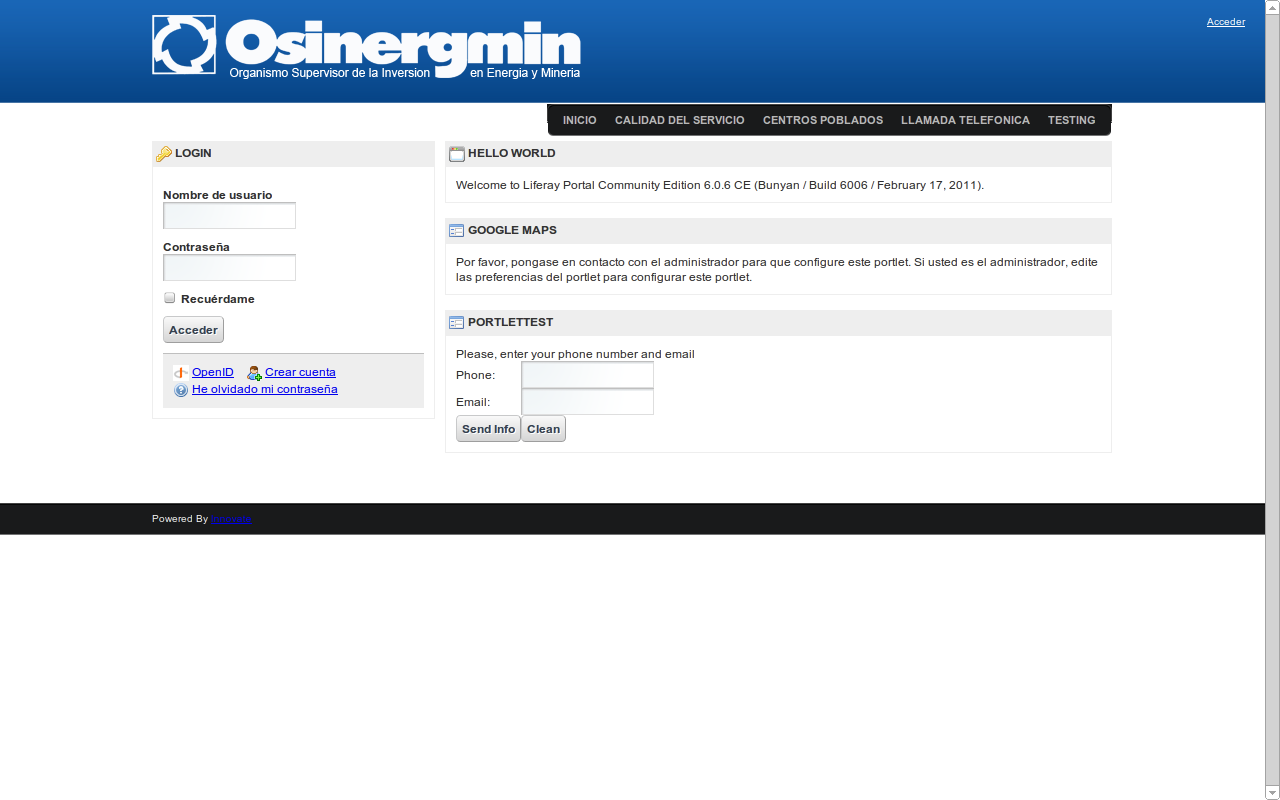 Acceder
Osinergmin
Organismo Supervisor de la Inversion en Energia y Mineria
INICIO CALIDAD DEL SERVICIO CENTROS POBLADOS LLAMADA TELEFONICA TESTING
LOGIN
Nombre de usuario
Contraseña
Recuérdame
Acceder
OpenID Crear cuenta
He olvidado mi contraseña
HELLO WORLD
Welcome to Liferay Portal Community Edition 6.0.6 CE (Bunyan / Build 6006 / February 17, 2011).
GOOGLE MAPS
Por favor, pongase en contacto con el administrador para que configure este portlet. Si usted es el administrador, edite
las preferencias del portlet para configurar este portlet.
PORTLETTEST
Please, enter your phone number and email
Phone:
Email:
Send Info Clean
Powered By